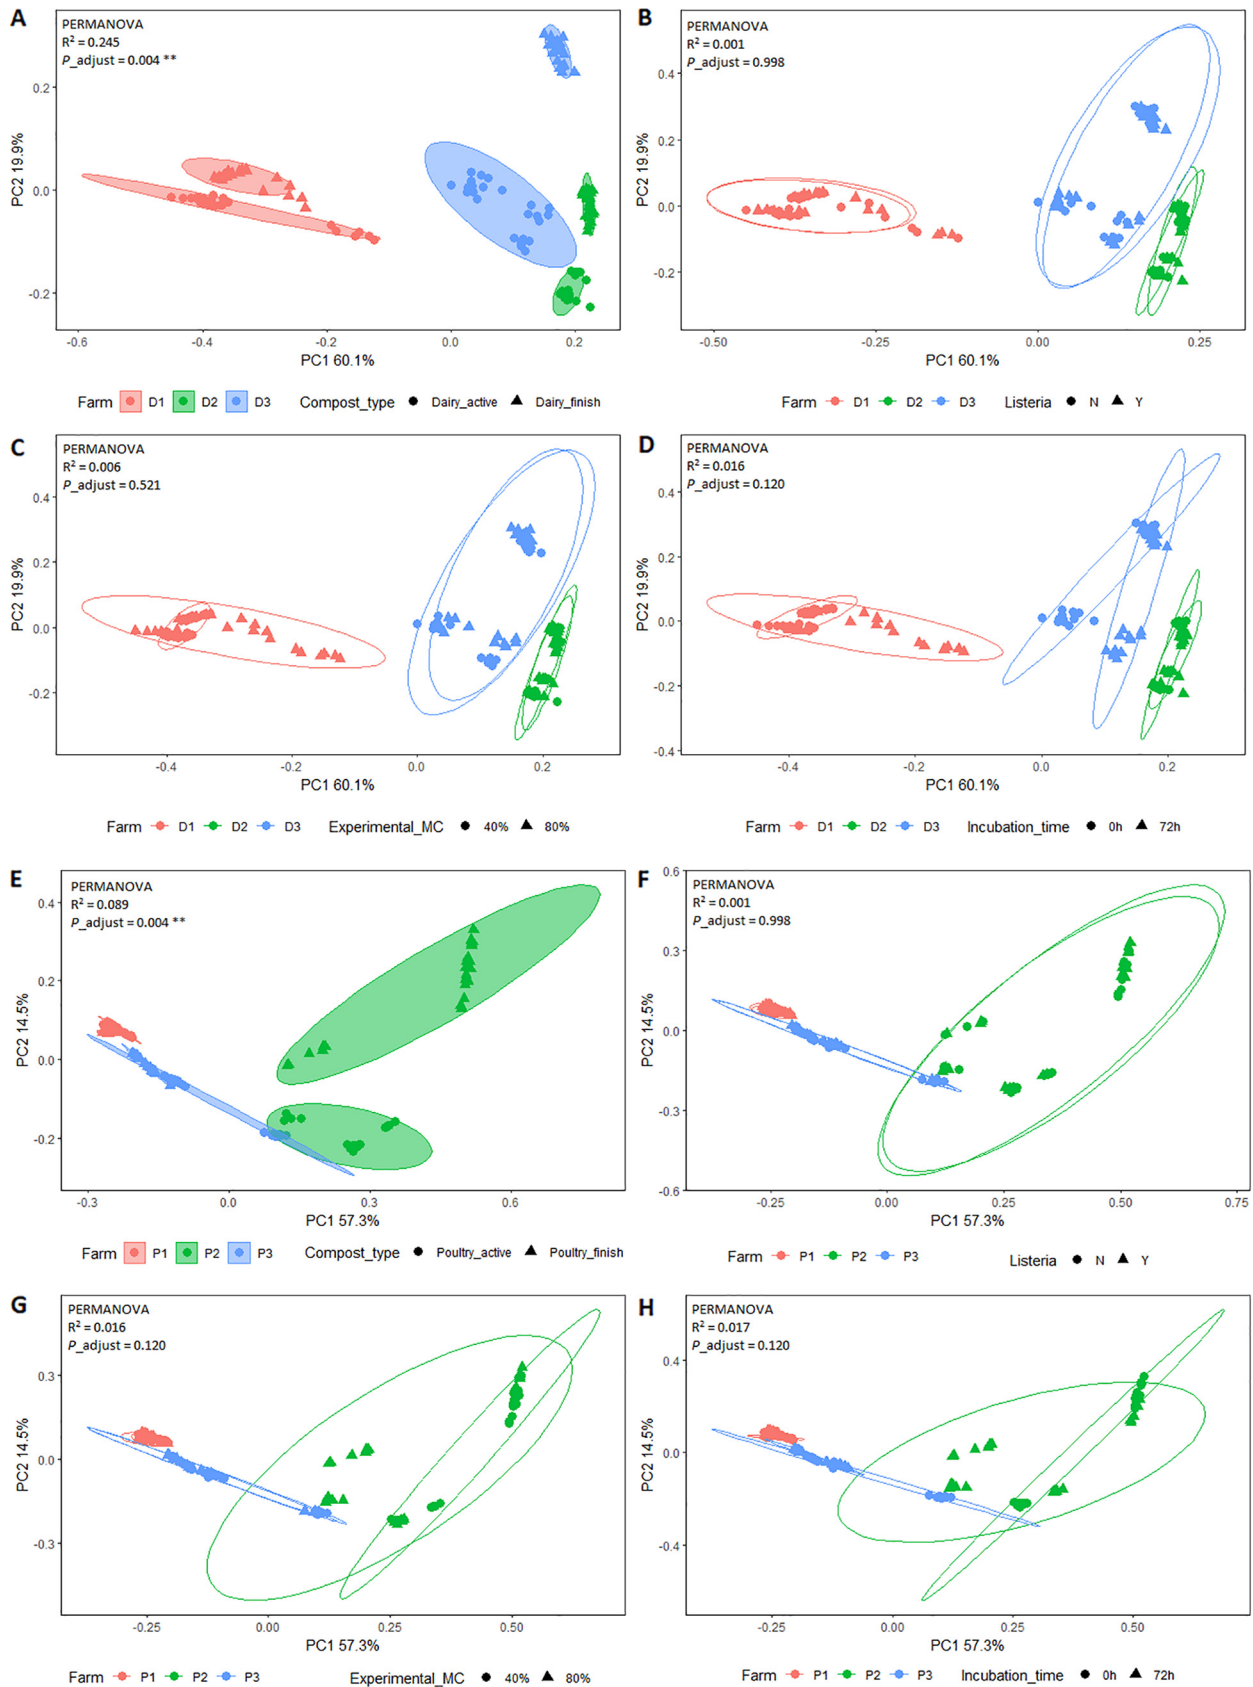 A
PERMANOVA
R² = 0.245
P_adjust = 0.004 **
PC2 19.9%
0.2
0.0
-0.2
-0.6 -0.4 -0.2 0.0 0.2
PC1 60.1%
Farm D1 D2 D3 Compost_type Dairy_active Dairy_finish
B
PERMANOVA
R² = 0.001
P_adjust = 0.998
PC2 19.9%
0.4
0.2
0.0
-0.2
-0.50 -0.25 0.00 0.25
PC1 60.1%
Farm D1 D2 D3 Listeria N Y
C
PERMANOVA
R² = 0.006
P_adjust = 0.521
PC2 19.9%
0.4
0.2
0.0
-0.2
-0.4 -0.2 0.0 0.2
PC1 60.1%
Farm D1 D2 D3 Experimental_MC 40% 80%
D
PERMANOVA
R² = 0.016
P_adjust = 0.120
PC2 19.9%
0.4
0.2
0.0
-0.2
-0.4
-0.4 -0.2 0.0 0.2
PC1 60.1%
Farm D1 D2 D3 Incubation_time 0h 72h
E
PERMANOVA
R² = 0.089
P_adjust = 0.004 **
PC2 14.5%
0.4
0.2
0.0
-0.2
-0.3 0.0 0.3 0.6
PC1 57.3%
Farm P1 P2 P3 Compost_type Poultry_active Poultry_finish
F
PERMANOVA
R² = 0.001
P_adjust = 0.998
PC2 14.5%
0.6
0.3
0.0
-0.3
-0.6
-0.25 0.00 0.25 0.50 0.75
PC1 57.3%
Farm P1 P2 P3 Listeria N Y
G
PERMANOVA
R² = 0.016
P_adjust = 0.120
PC2 14.5%
0.3
0.0
-0.3
-0.25 0.00 0.25 0.50
PC1 57.3%
Farm P1 P2 P3 Experimental_MC 40% 80%
H
PERMANOVA
R² = 0.017
P_adjust = 0.120
PC2 14.5%
0.4
0.0
-0.4
-0.25 0.00 0.25 0.50
PC1 57.3%
Farm P1 P2 P3 Incubation_time 0h 72h